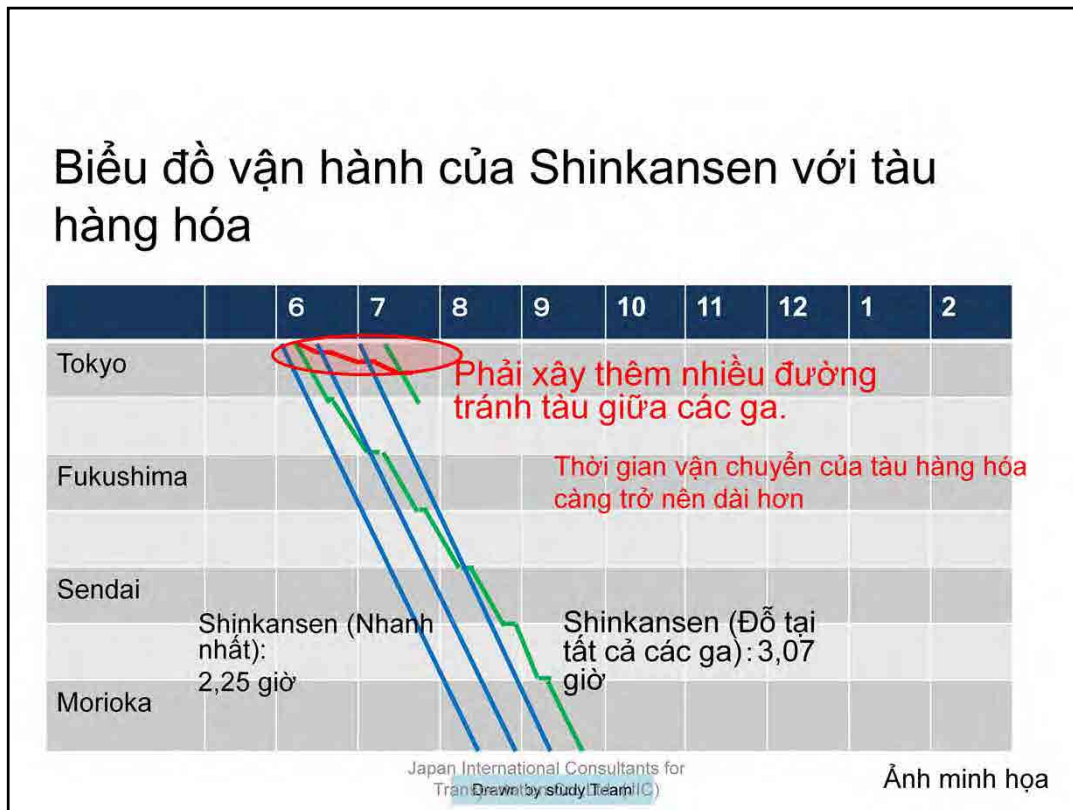 Biểu đồ vận hành của Shinkansen với tàu
hàng hóa
6 7 8 9 10 11 12 1 2
Tokyo
Phải xây thêm nhiều đường
tránh tàu giữa các ga.
Fukushima
Thời gian vận chuyển của tàu hàng hóa
càng trở nên dài hơn
Sendai
Shinkansen (Nhanh
nhất):
2,25 giờ
Shinkansen (Đỗ tại
tất cả các ga): 3,07
giờ
Morioka
Japan International Consultants for
Drawn by study Team
Ảnh minh họa